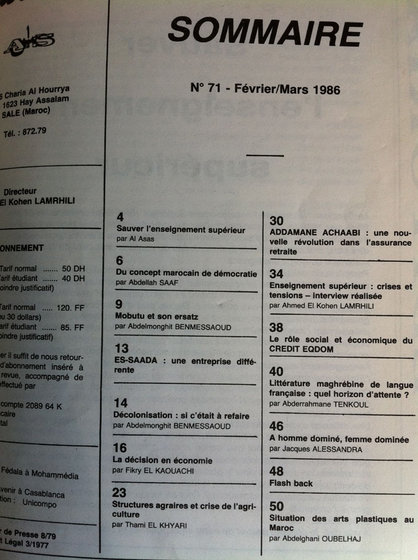 SOMMAIRE
N° 71 - Février/Mars 1986
Charia Al Hourrya
1623 Hay Assalam
SALE (Maroc)
Tél. : 872.79
Directeur
El Kohen LAMRHILI
ONNEMENT
Tarif normal ....... 50 DH
Tarif étudiant ...... 40 DH
(joindre justificatif)
Tarif normal ..... 120. FF
ou 30 dollars)
Tarif étudiant ..... 85. FF
joindre justificatif)
er il suffit de nous retour-
d'abonnement inséré à
revue, accompagné de
effectué par
compte 2089 64 K
caire
tal
Fédala à Mohammédia
venir à Casablanca
tion : Unicompo
r de Presse 8/79
t Légal 3/1977
4
Sauver l'enseignement supérieur
par Al Asas
6
Du concept marocain de démocratie
par Abdellah SAAF
9
Mobutu et son ersatz
par Abdelmonghit BENMESSAOUD
13
ES-SAADA : une entreprise diffé-
rente
14
Décolonisation : si c'était à refaire
par Abdelmonghit BENMESSAOUD
16
La décision en économie
par Fikry EL KAOUACHI
23
Structures agraires et crise de l'agri-
culture
par Thami EL KHYARI
30
ADDAMANE ACHAABI : une nou-
velle révolution dans l'assurance
retraite
34
Enseignement supérieur : crises et
tensions – interview réalisée
par Ahmed El Kohen LAMRHILI
38
Le rôle social et économique du
CREDIT EQDOM
40
Littérature maghrébine de langue
française : quel horizon d'attente ?
par Abderrahmane TENKOUL
46
A homme dominé, femme dominée
par Jacques ALESSANDRA
48
Flash back
50
Situation des arts plastiques au
Maroc
par Abdelghani OUBELHAJ